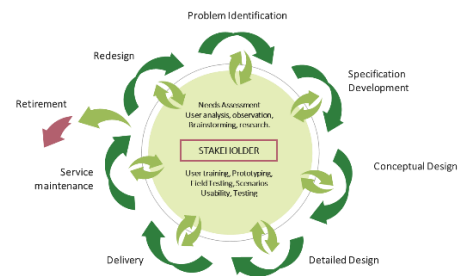 Problem Identification
Redesign
Specification
Development
Retirement
Needs Assessment
User analysis, observation,
Brainstorming, research.
STAKEHOLDER
Service
maintenance
Conceptual Design
User training, Prototyping,
Field Testing, Scenarios
Usability, Testing
Delivery
Detailed Design